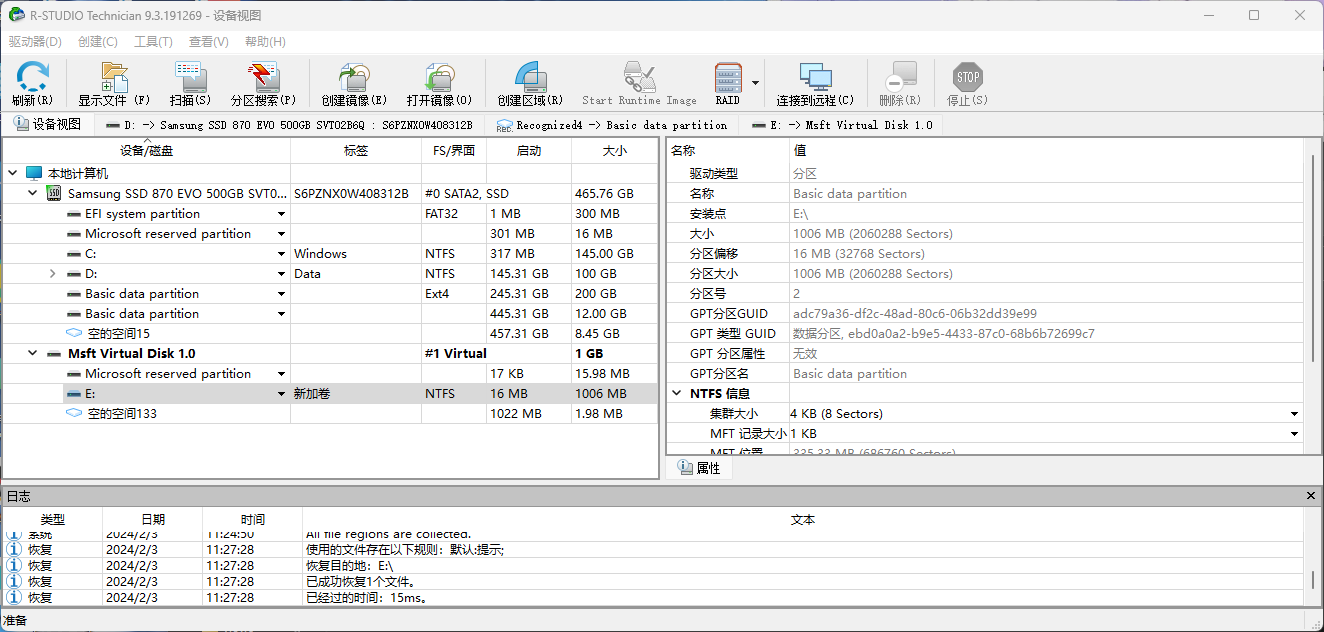 R-STUDIO Technician 9.3.191269 - 设备视图
驱动器(D) 创建(C) 工具(T) 查看(V) 帮助(H)
刷新(R) 显示文件 (F) 扫描(S) 分区搜索(P) 创建镜像(E) 打开镜像(O) 创建区域(R) Start Runtime Image RAID 连接到远程(C) 删除(R) STOP 停止(S)
设备视图 D: -> Samsung SSD 870 EVO 500GB SVT02B6Q : S6PZNX0W408312B REC Recognized4 -> Basic data partition E: -> Msft Virtual Disk 1.0
设备/磁盘 标签 FS/界面 启动 大小
本地计算机
SSD Samsung SSD 870 EVO 500GB SVT0... S6PZNX0W408312B #0 SATA2, SSD 465.76 GB
EFI system partition FAT32 1 MB 300 MB
Microsoft reserved partition 301 MB 16 MB
C: Windows NTFS 317 MB 145.00 GB
D: Data NTFS 145.31 GB 100 GB
Basic data partition Ext4 245.31 GB 200 GB
Basic data partition 445.31 GB 12.00 GB
空的空间15 457.31 GB 8.45 GB
Msft Virtual Disk 1.0 #1 Virtual 1 GB
Microsoft reserved partition 17 KB 15.98 MB
E: 新加卷 NTFS 16 MB 1006 MB
空的空间133 1022 MB 1.98 MB
名称 值
驱动类型 分区
名称 Basic data partition
安装点 E:\
大小 1006 MB (2060288 Sectors)
分区偏移 16 MB (32768 Sectors)
分区大小 1006 MB (2060288 Sectors)
分区号 2
GPT分区GUID adc79a36-df2c-48ad-80c6-06b32dd39e99
GPT 类型 GUID 数据分区, ebd0a0a2-b9e5-4433-87c0-68b6b72699c7
GPT 分区属性 无效
GPT分区名 Basic data partition
NTFS 信息
集群大小 4 KB (8 Sectors)
MFT 记录大小 1 KB
MFT 位置 335.33 MB (686760 Sectors)
属性
日志
类型 日期 时间 文本
系统 2024/2/3 11:24:50 All file regions are collected.
恢复 2024/2/3 11:27:28 使用的文件存在以下规则：默认:提示;
恢复 2024/2/3 11:27:28 恢复目的地：E:\
恢复 2024/2/3 11:27:28 已成功恢复1个文件。
恢复 2024/2/3 11:27:28 已经过的时间：15ms。
准备